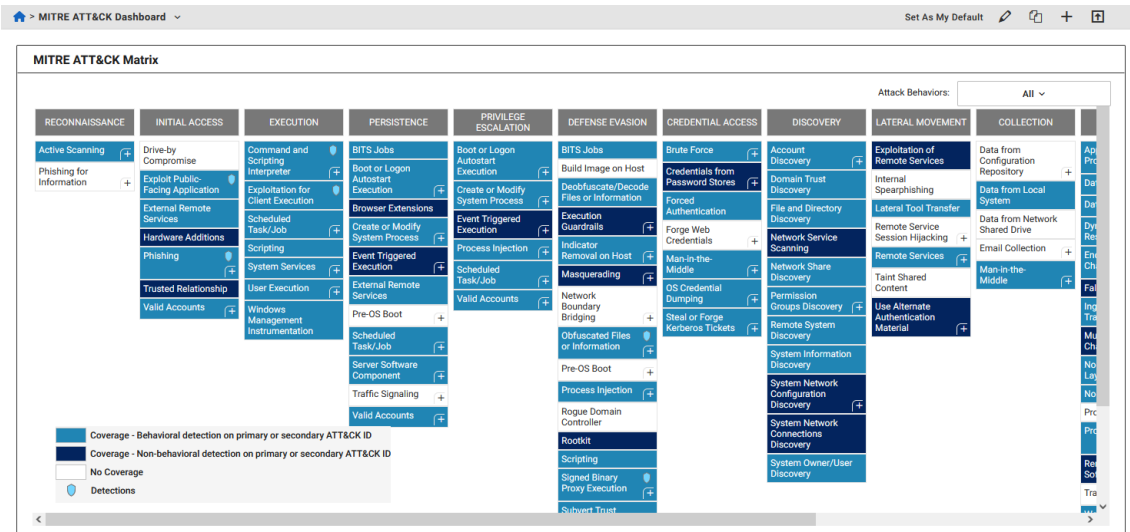 > MITRE ATT&CK Dashboard
Set As My Default
MITRE ATT&CK Matrix
Attack Behaviors:
All
RECONNAISSANCE
Active Scanning
Phishing for
Information
INITIAL ACCESS
Drive-by
Compromise
Exploit Public-
Facing Application
External Remote
Services
Hardware Additions
Phishing
Trusted Relationship
Valid Accounts
EXECUTION
Command and
Scripting
Interpreter
Exploitation for
Client Execution
Scheduled
Task/Job
Scripting
System Services
User Execution
Windows
Management
Instrumentation
PERSISTENCE
BITS Jobs
Boot or Logon
Autostart
Execution
Browser Extensions
Create or Modify
System Process
Event Triggered
Execution
External Remote
Services
Pre-OS Boot
Scheduled
Task/Job
Server Software
Component
Traffic Signaling
Valid Accounts
PRIVILEGE
ESCALATION
Boot or Logon
Autostart
Execution
Create or Modify
System Process
Event Triggered
Execution
Process Injection
Scheduled
Task/Job
Valid Accounts
DEFENSE EVASION
BITS Jobs
Build Image on Host
Deobfuscate/Decode
Files or Information
Execution
Guardrails
Indicator
Removal on Host
Masquerading
Network
Boundary
Bridging
Obfuscated Files
or Information
Pre-OS Boot
Process Injection
Rogue Domain
Controller
Rootkit
Scripting
Signed Binary
Proxy Execution
Subvert Trust
CREDENTIAL ACCESS
Brute Force
Credentials from
Password Stores
Forced
Authentication
Forge Web
Credentials
Man-in-the-
Middle
OS Credential
Dumping
Steal or Forge
Kerberos Tickets
DISCOVERY
Account
Discovery
Domain Trust
Discovery
File and Directory
Discovery
Network Service
Scanning
Network Share
Discovery
Permission
Groups Discovery
Remote System
Discovery
System Information
Discovery
System Network
Configuration
Discovery
System Network
Connections
Discovery
System Owner/User
Discovery
LATERAL MOVEMENT
Exploitation of
Remote Services
Internal
Spearphishing
Lateral Tool Transfer
Remote Service
Session Hijacking
Remote Services
Taint Shared
Content
Use Alternate
Authentication
Material
COLLECTION
Data from
Configuration
Repository
Data from Local
System
Data from Network
Shared Drive
Email Collection
Man-in-the-
Middle
Coverage - Behavioral detection on primary or secondary ATT&CK ID
Coverage - Non-behavioral detection on primary or secondary ATT&CK ID
No Coverage
Detections